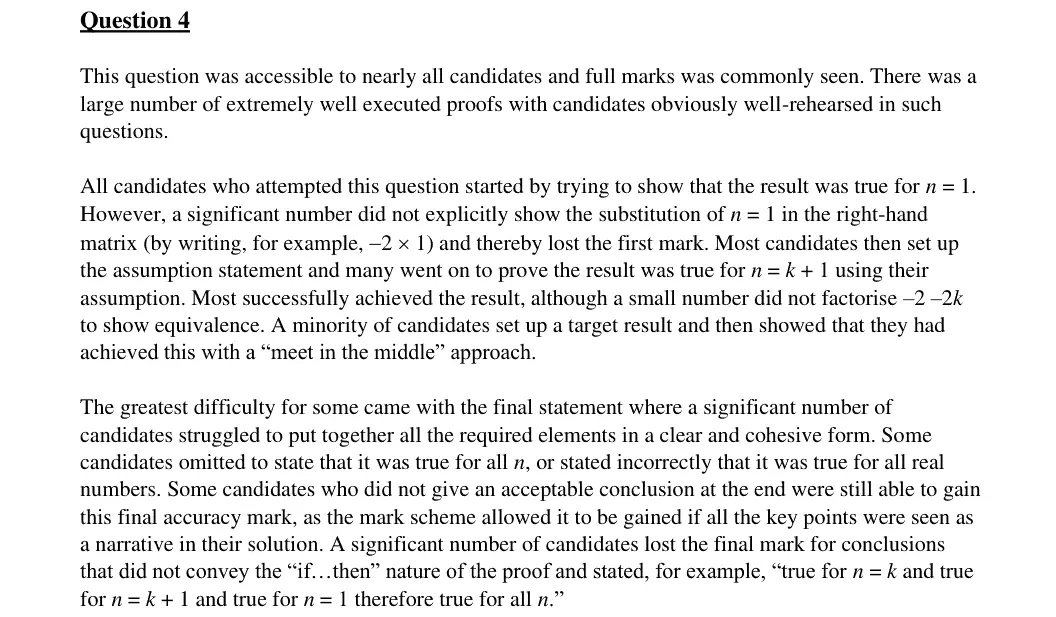 Question 4
This question was accessible to nearly all candidates and full marks was commonly seen. There was a
large number of extremely well executed proofs with candidates obviously well-rehearsed in such
questions.
All candidates who attempted this question started by trying to show that the result was true for n = 1.
However, a significant number did not explicitly show the substitution of n = 1 in the right-hand
matrix (by writing, for example, –2 × 1) and thereby lost the first mark. Most candidates then set up
the assumption statement and many went on to prove the result was true for n = k + 1 using their
assumption. Most successfully achieved the result, although a small number did not factorise –2 –2k
to show equivalence. A minority of candidates set up a target result and then showed that they had
achieved this with a “meet in the middle” approach.
The greatest difficulty for some came with the final statement where a significant number of
candidates struggled to put together all the required elements in a clear and cohesive form. Some
candidates omitted to state that it was true for all n, or stated incorrectly that it was true for all real
numbers. Some candidates who did not give an acceptable conclusion at the end were still able to gain
this final accuracy mark, as the mark scheme allowed it to be gained if all the key points were seen as
a narrative in their solution. A significant number of candidates lost the final mark for conclusions
that did not convey the “if…then” nature of the proof and stated, for example, “true for n = k and true
for n = k + 1 and true for n = 1 therefore true for all n.”